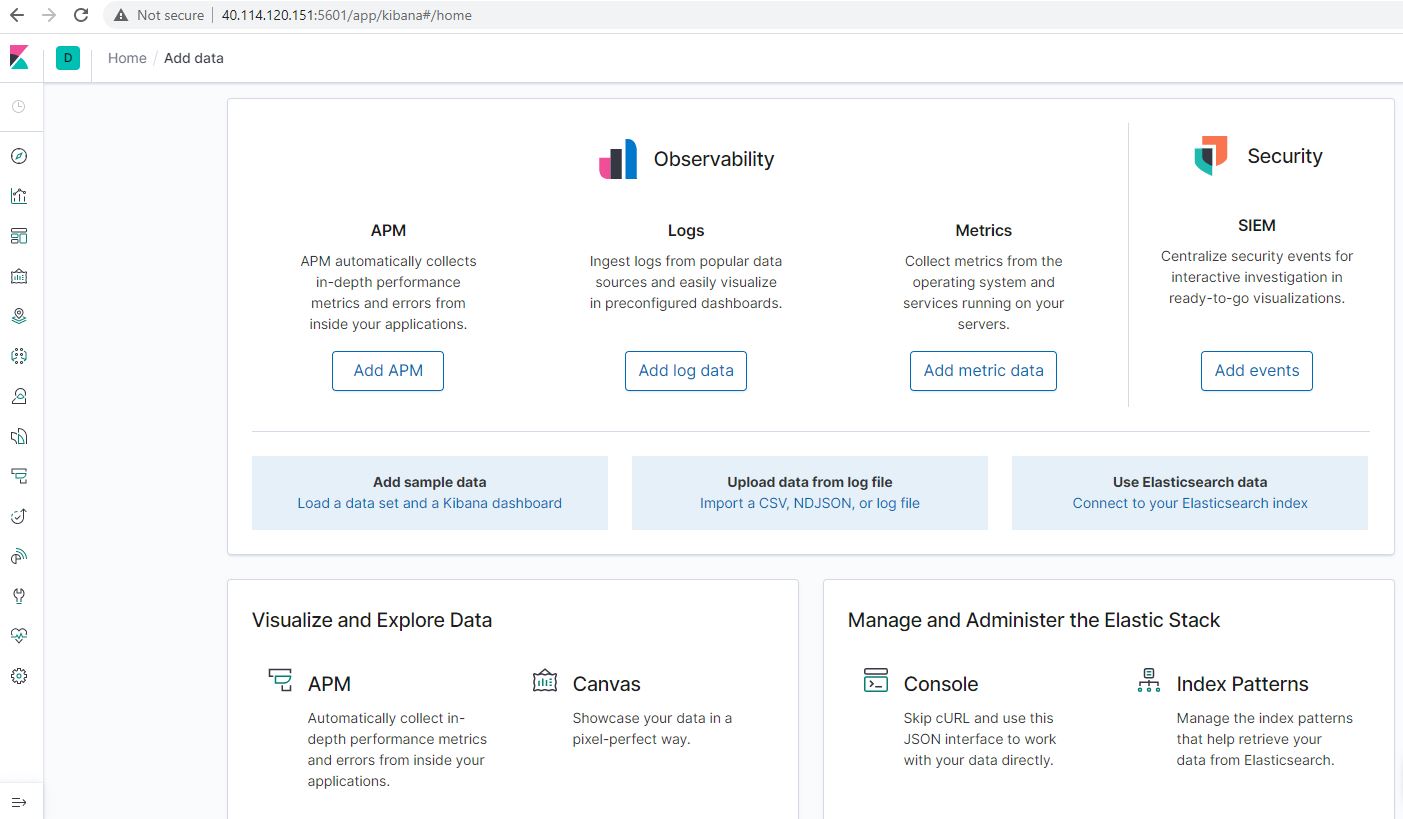 Not secure | 40.114.120.151:5601/app/kibana#/home
D Home / Add data
Observability
Security
APM
APM automatically collects
in-depth performance
metrics and errors from
inside your applications.
Add APM
Logs
Ingest logs from popular data
sources and easily visualize
in preconfigured dashboards.
Add log data
Metrics
Collect metrics from the
operating system and
services running on your
servers.
Add metric data
SIEM
Centralize security events for
interactive investigation in
ready-to-go visualizations.
Add events
Add sample data
Load a data set and a Kibana dashboard
Upload data from log file
Import a CSV, NDJSON, or log file
Use Elasticsearch data
Connect to your Elasticsearch index
Visualize and Explore Data
APM
Automatically collect in-
depth performance metrics
and errors from inside your
applications.
Canvas
Showcase your data in a
pixel-perfect way.
Manage and Administer the Elastic Stack
Console
Skip cURL and use this
JSON interface to work
with your data directly.
Index Patterns
Manage the index patterns
that help retrieve your
data from Elasticsearch.